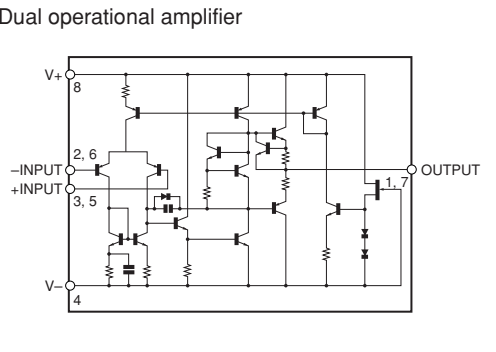 Dual operational amplifier
V+
8
2, 6
–INPUT
+INPUT
3, 5
OUTPUT
1, 7
V–
4